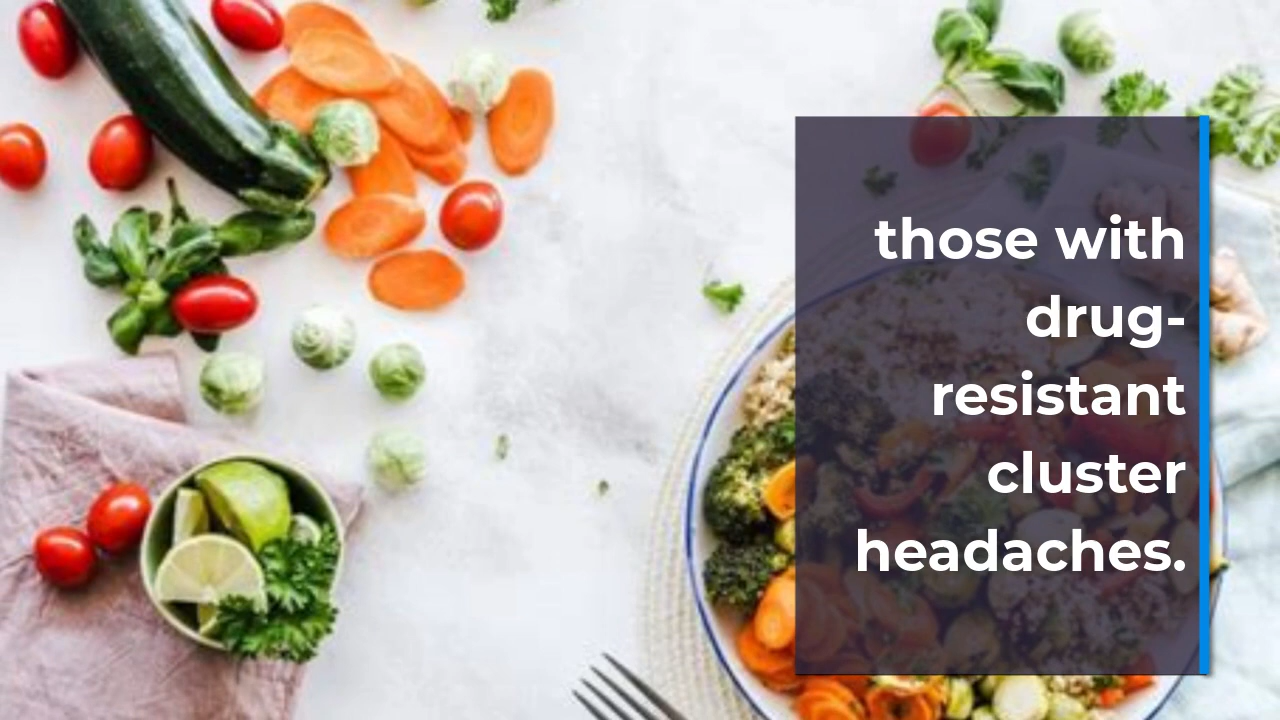 those with
drug-
resistant
cluster
headaches.